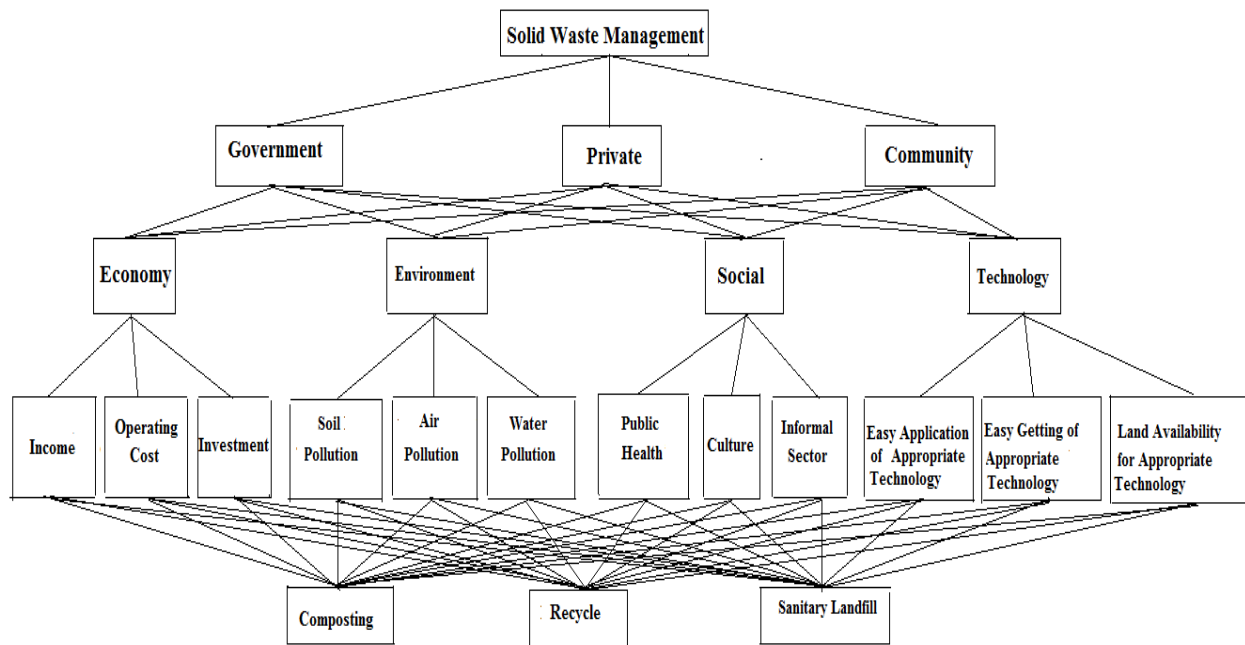 Solid Waste Management
Government
Private
Community
Economy
Environment
Social
Technology
Income
Operating
Cost
Investment
Soil
Pollution
Air
Pollution
Water
Pollution
Public
Health
Culture
Informal
Sector
Easy Application
of Appropriate
Technology
Easy Getting of
Appropriate
Technology
Land Availability
for Appropriate
Technology
Composting
Recycle
Sanitary Landfill